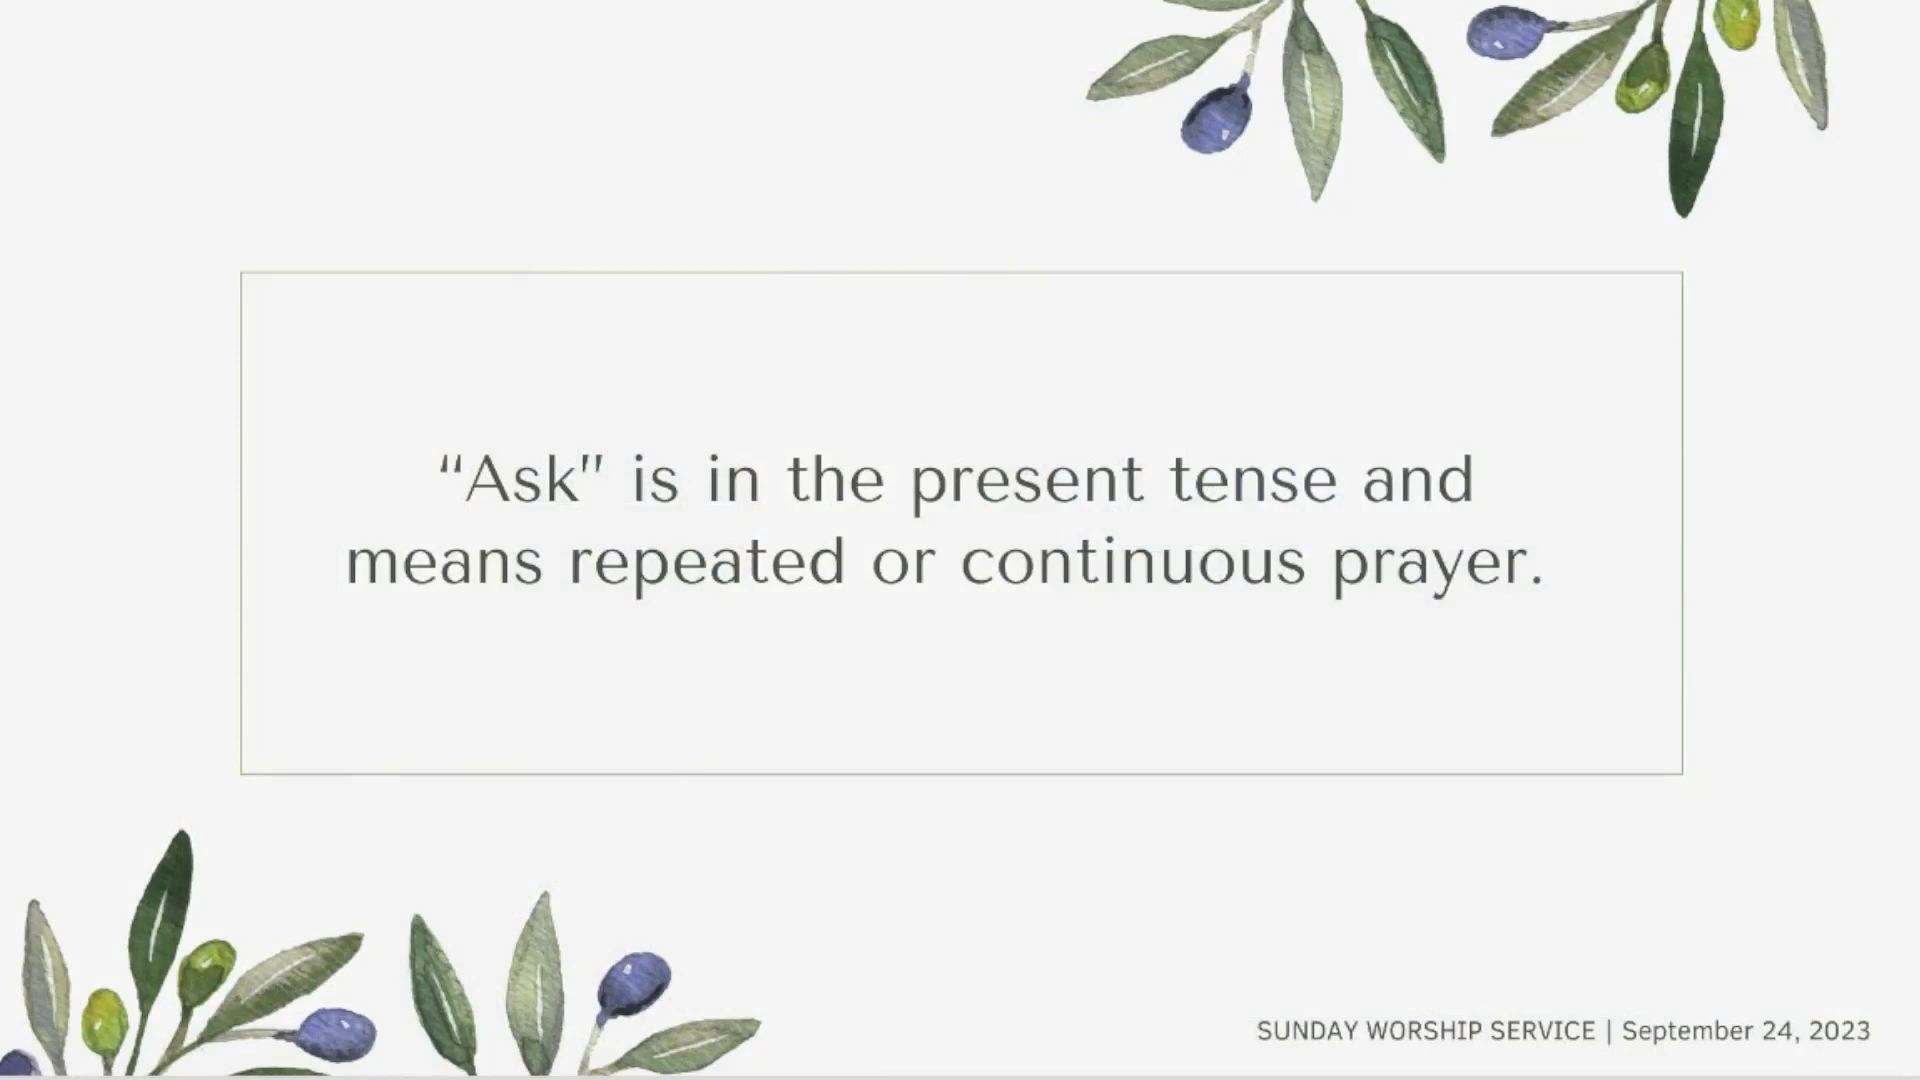 “Ask” is in the present tense and
means repeated or continuous prayer.
SUNDAY WORSHIP SERVICE | September 24, 2023